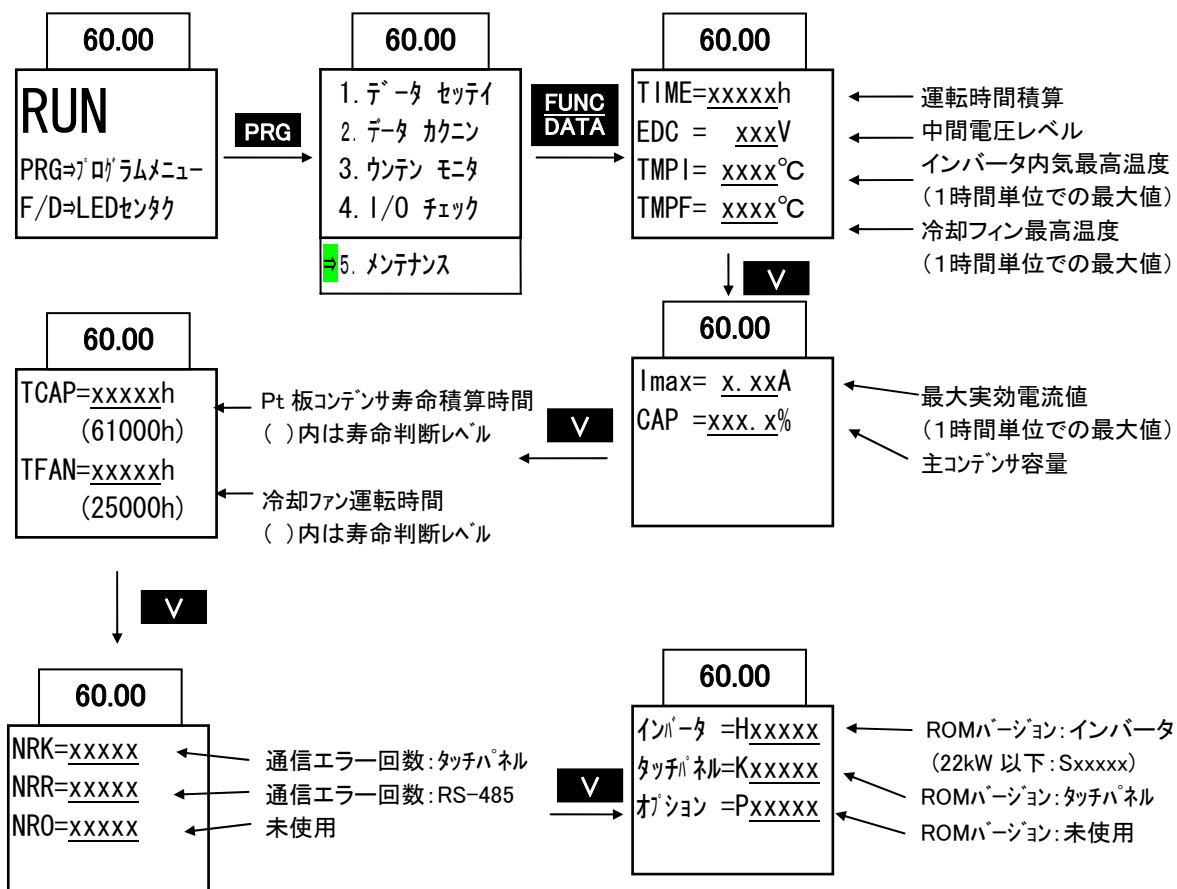 60.00
RUN
PRG⇒ﾌﾟﾛｸﾞﾗﾑﾒﾆｭｰ
F/D⇒LEDｾﾝﾀｸ
PRG
60.00
1. ﾃﾞｰﾀ ｾｯﾃｲ
2. ﾃﾞｰﾀ ｶｸﾆﾝ
3. ｳﾝﾃﾝ ﾓﾆﾀ
4. I/O ﾁｪｯｸ
⇒5. ﾒﾝﾃﾅﾝｽ
FUNC
DATA
60.00
TIME=xxxxxh
EDC = xxxV
TMPI= xxxx℃
TMPF= xxxx℃
運転時間積算
中間電圧レベル
インバータ内気最高温度
(1時間単位での最大値)
冷却フィン最高温度
(1時間単位での最大値)
∨
60.00
Imax= x.xxA
CAP =xxx.x%
最大実効電流値
(1時間単位での最大値)
主ｺﾝﾃﾞﾝｻ容量
∨
60.00
TCAP=xxxxxh
(61000h)
TFAN=xxxxxh
(25000h)
Pt 板ｺﾝﾃﾞﾝｻ寿命積算時間
( )内は寿命判断ﾚﾍﾞﾙ
冷却ﾌｧﾝ運転時間
( )内は寿命判断ﾚﾍﾞﾙ
∨
60.00
NRK=xxxxx
NRR=xxxxx
NRO=xxxxx
通信エラー回数:ﾀｯﾁﾊﾟﾈﾙ
通信エラー回数:RS-485
未使用
∨
60.00
ｲﾝﾊﾞｰﾀ =Hxxxxx
ﾀｯﾁﾊﾟﾈﾙ=Kxxxxx
ｵﾌﾟｼｮﾝ =Pxxxxx
ROMﾊﾞｰｼﾞｮﾝ:インバータ
(22kW 以下:Sxxxxx)
ROMﾊﾞｰｼﾞｮﾝ:ﾀｯﾁﾊﾟﾈﾙ
ROMﾊﾞｰｼﾞｮﾝ:未使用